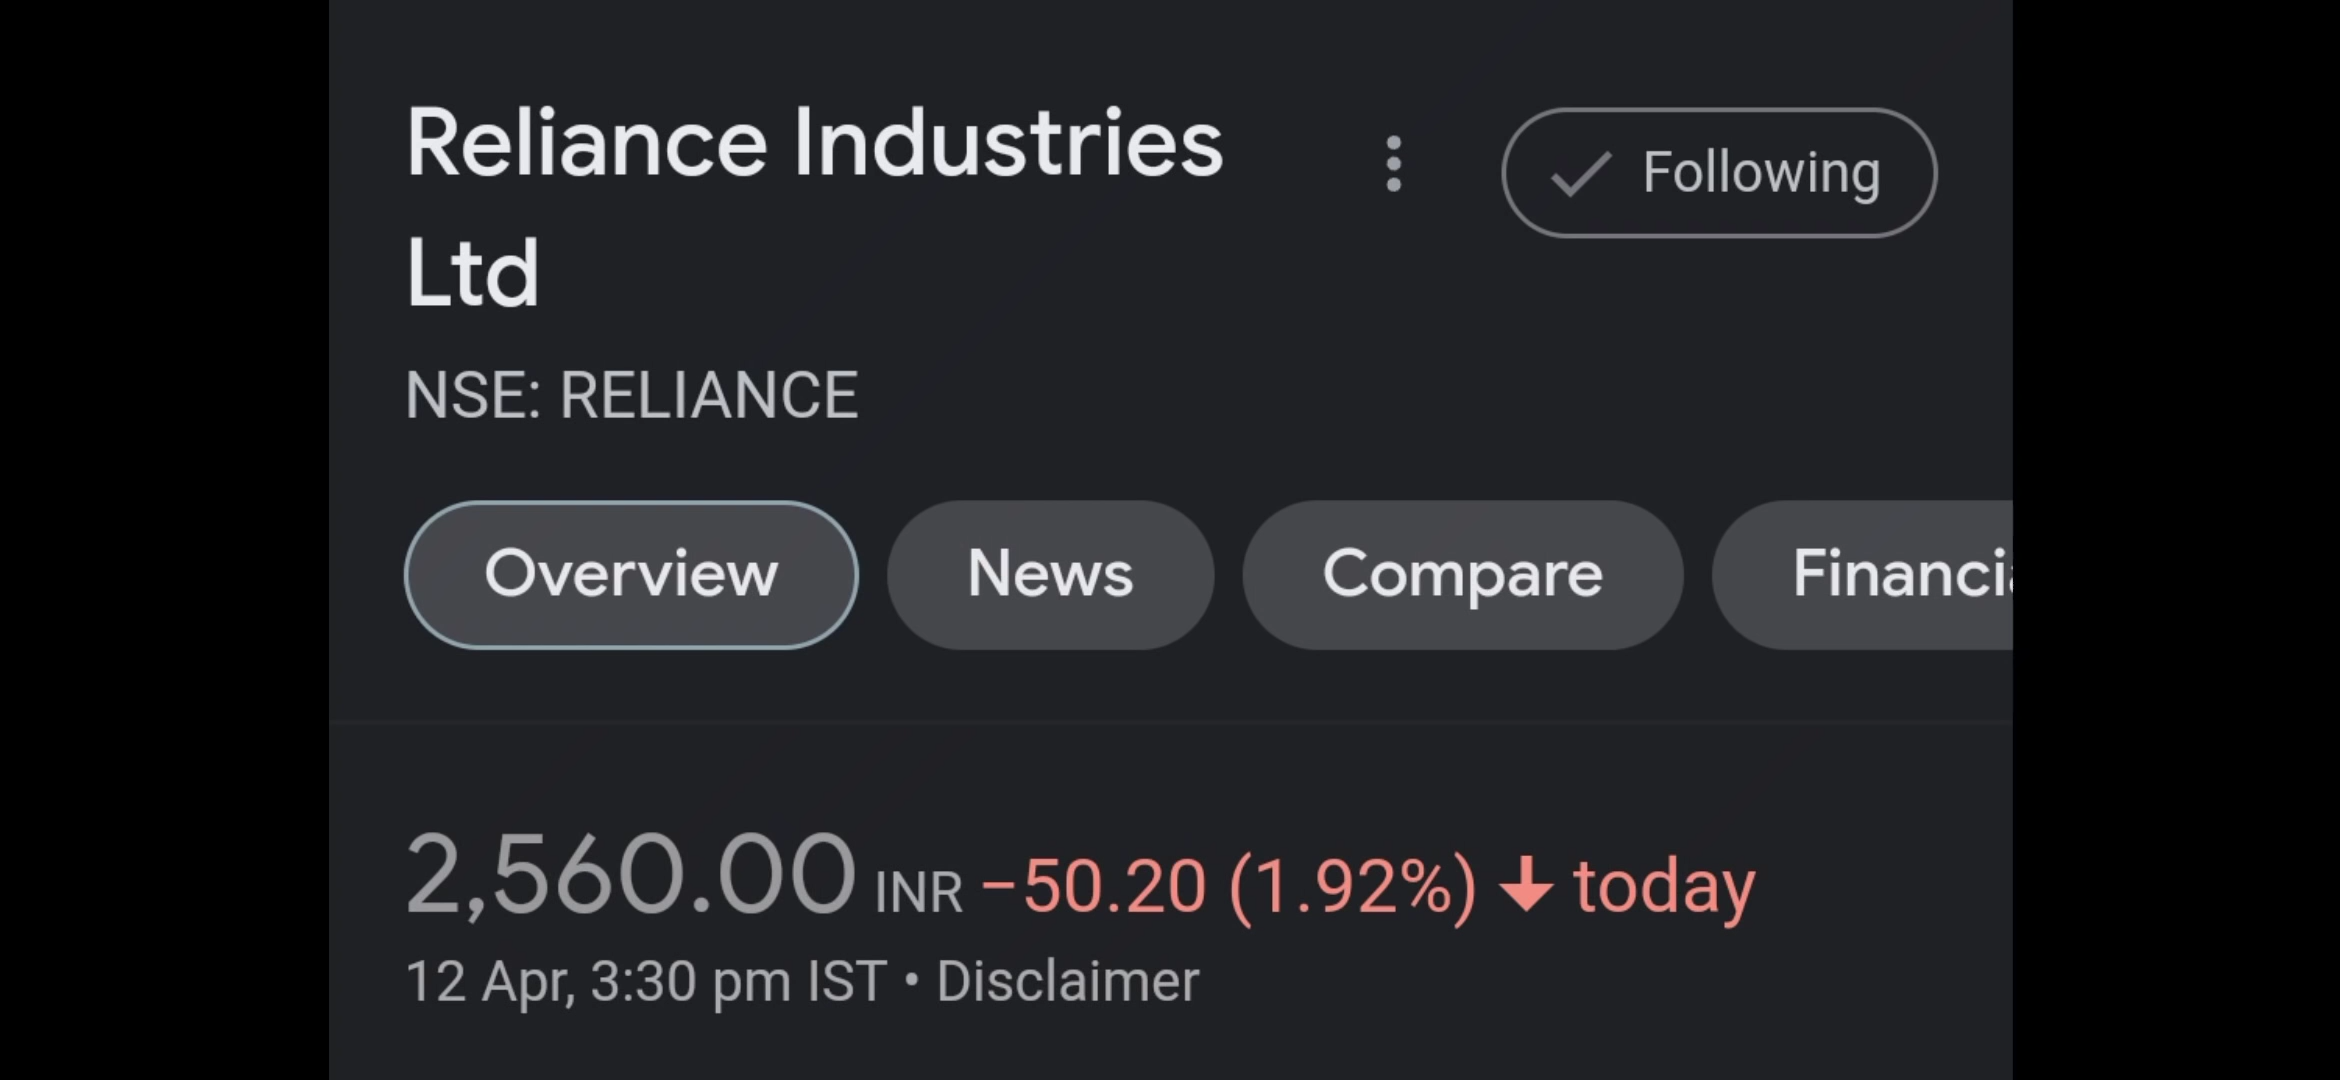 Reliance Industries
Following
Ltd
NSE: RELIANCE
Overview News Compare Financi
2,560.00 INR −50.20 (1.92%) ↓ today
12 Apr, 3:30 pm IST • Disclaimer